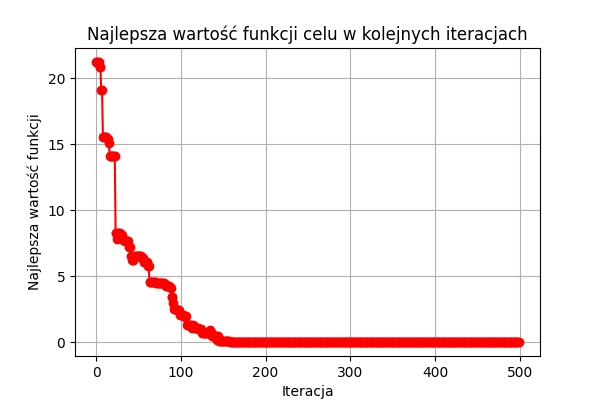 Najlepsza wartość funkcji celu w kolejnych iteracjach
Najlepsza wartość funkcji
20
15
10
5
0
0 100 200 300 400 500
Iteracja